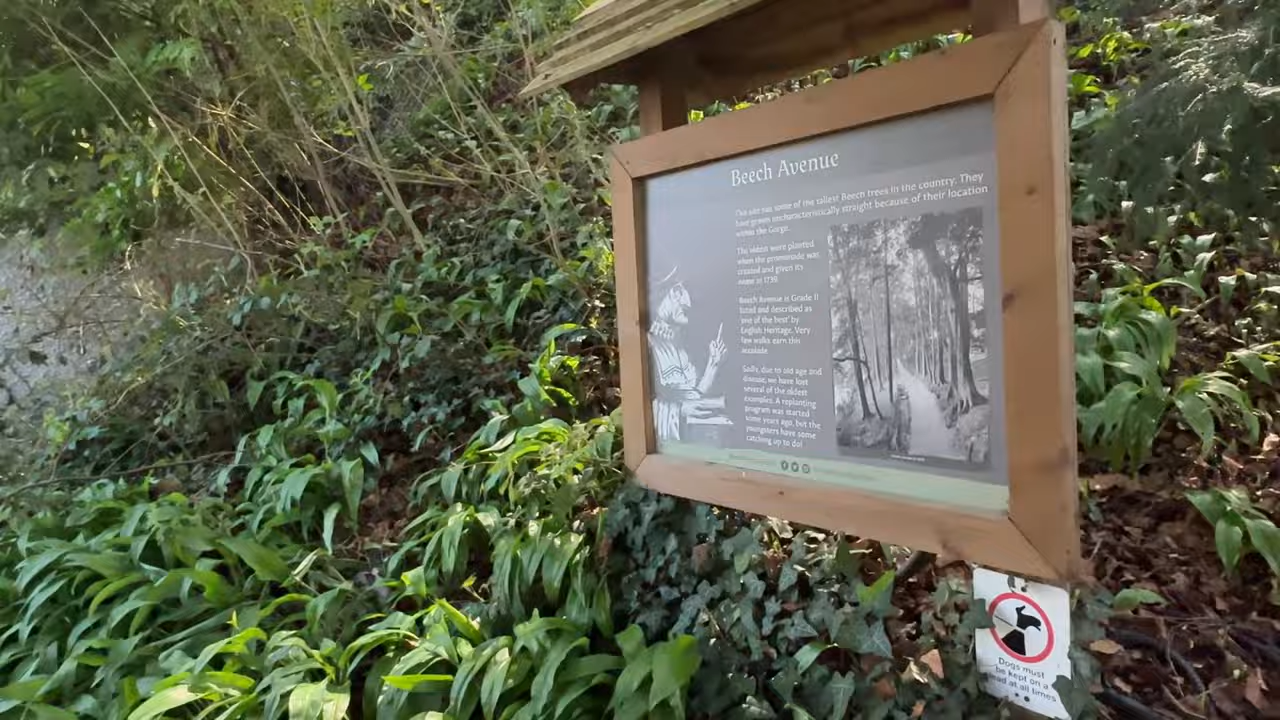 Beech Avenue
This site has some of the tallest Beech trees in the country. They
have grown uncharacteristically straight because of their location
within the Gorge.
The oldest were planted
when the promenade was
created and given its
name in 1739.
Beech Avenue is Grade II
listed and described as
'one of the best' by
English Heritage. Very
few walks earn this
accolade
Sadly, due to old age and
disease, we have lost
several of the oldest
examples. A replanting
program was started
some years ago, but the
youngsters have some
catching up to do!
Dogs must
be kept on a
lead at all times